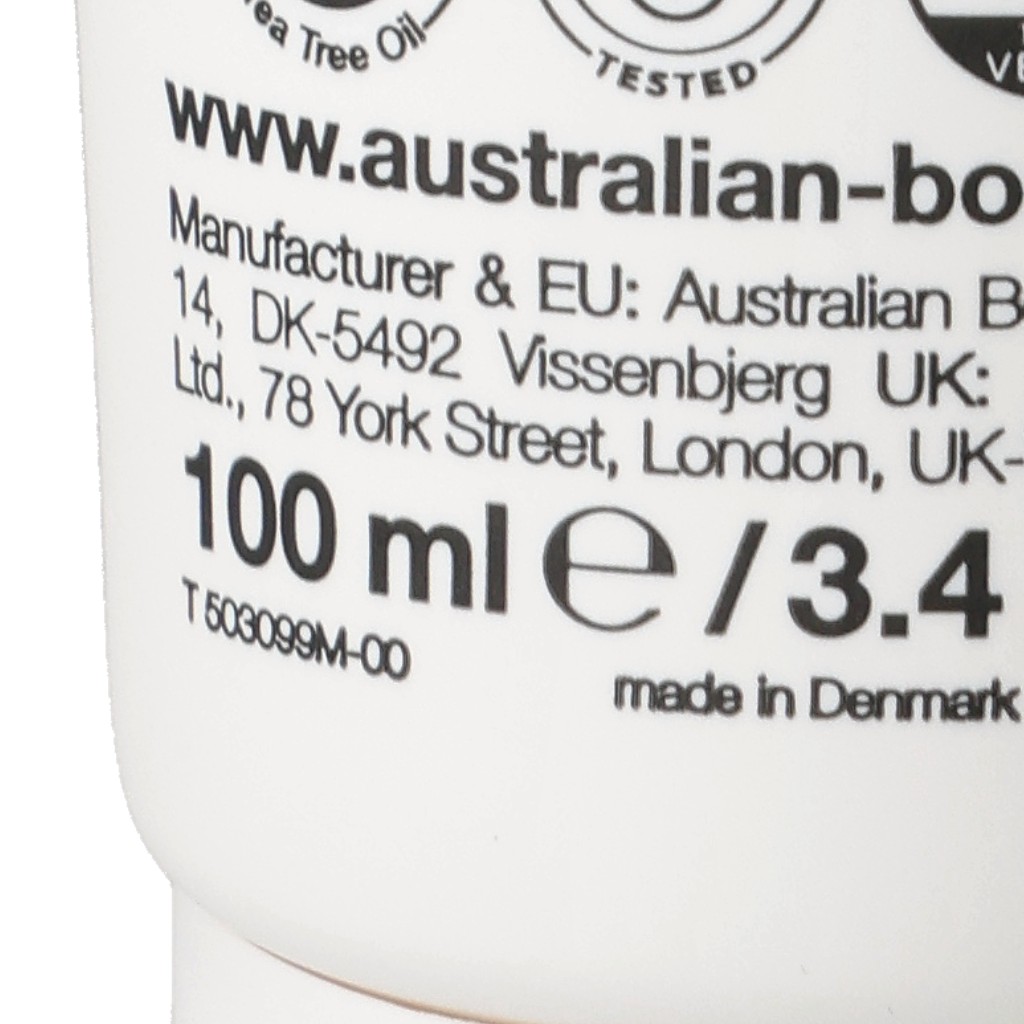 Tree Oil
TESTED
www.australian-bo
Manufacturer & EU: Australian B
14, DK-5492 Vissenbjerg UK:
Ltd., 78 York Street, London, UK-
100 ml e / 3.4
T 503099M-00
made in Denmark